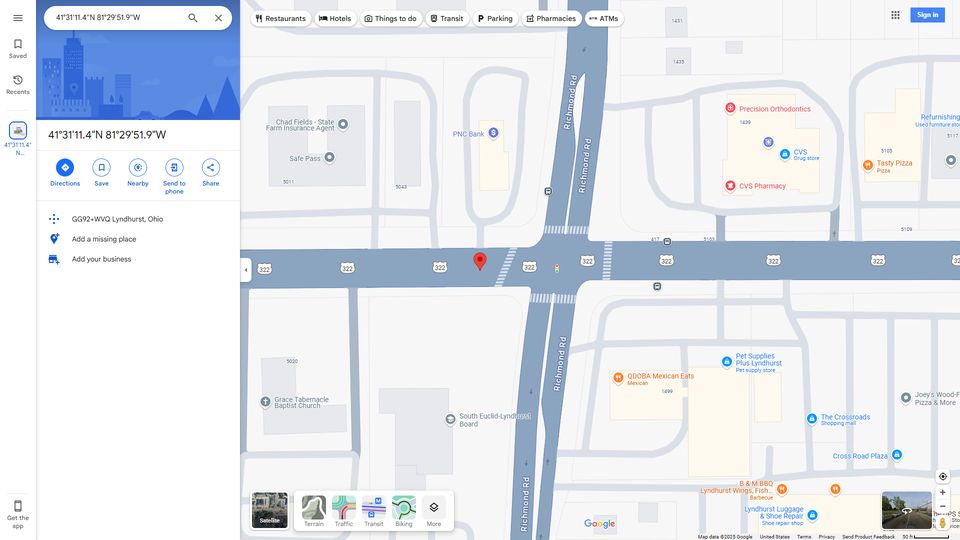 41°31'11.4"N 81°29'51.9"W
Restaurants
Hotels
Things to do
Transit
Parking
Pharmacies
ATMs
Sign in
Saved
Recents
41°31'11.4"N
N...
41°31'11.4"N 81°29'51.9"W
Directions
Save
Nearby
Send to
phone
Share
GG92+WVQ Lyndhurst, Ohio
Add a missing place
Add your business
Get the
app
1431
1435
Richmond Rd
Richmond Rd
Chad Fields - State
Farm Insurance Agent
Safe Pass
5011
5043
PNC Bank
Precision Orthodontics
1439
CVS
Drug store
CVS Pharmacy
Refurnishing
Used furniture sto
5117
5105
Tasty Pizza
Pizza
5109
417
5103
322
322
322
322
322
322
322
322
Richmond Rd
5020
Grace Tabernacle
Baptist Church
South Euclid-Lyndhurst
Board
Pet Supplies
Plus Lyndhurst
Pet supply store
QDOBA Mexican Eats
Mexican
1499
Joey's Wood-F
Pizza & More
The Crossroads
Shopping mall
Cross Road Plaza
B & M BBQ
Lyndhurst Wings, Fish...
Barbecue
Lyndhurst Luggage
& Shoe Repair
Shoe repair shop
Richmond Rd
Satellite
Terrain
Traffic
Transit
Biking
More
Google
Map data ©2025 Google
United States
Terms
Privacy
Send Product Feedback
50 ft